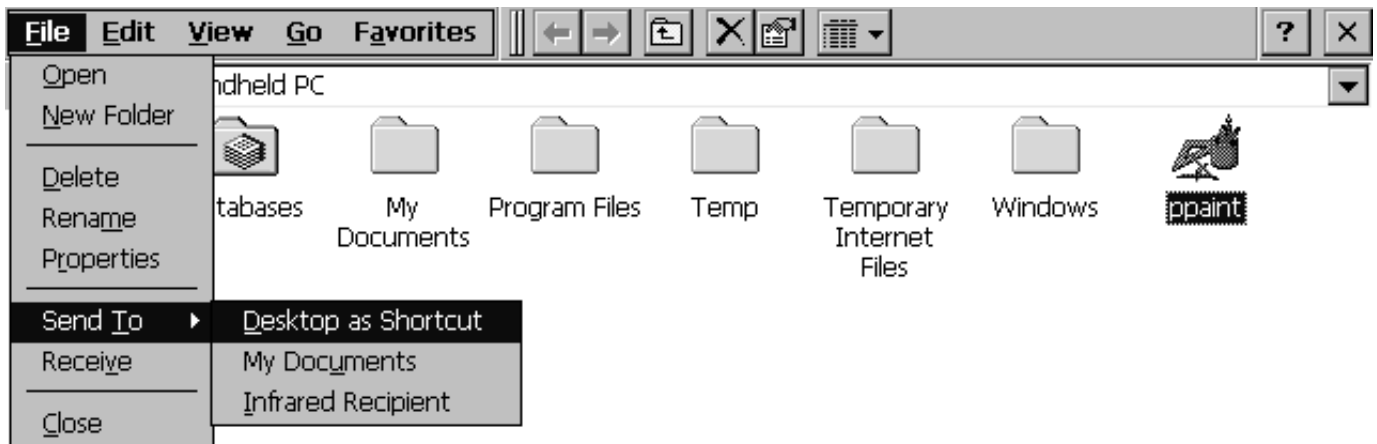 File Edit View Go Favorites ? ×
Open
New Folder
Delete
Rename
Properties
Send To
Receive
Close
Desktop as Shortcut
My Documents
Infrared Recipient
ndheld PC
tabases
My
Documents
Program Files
Temp
Temporary
Internet
Files
Windows
ppaint